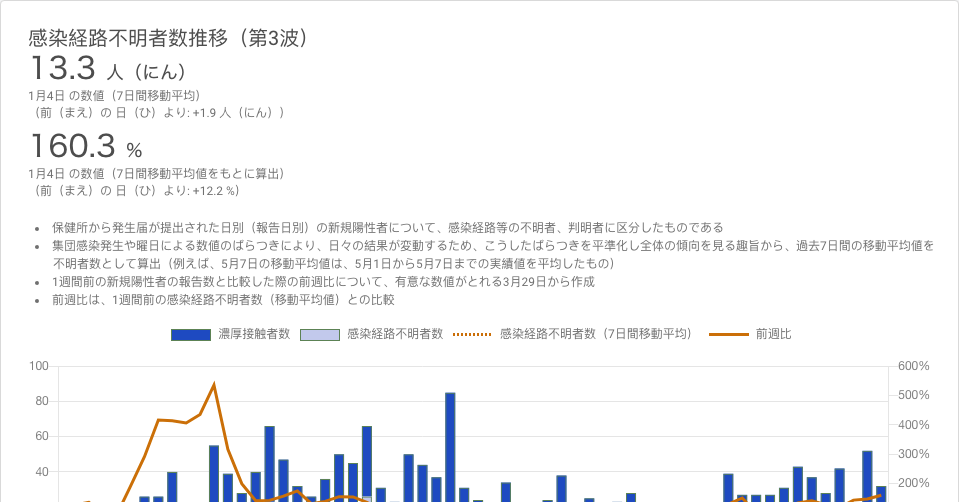 感染経路不明者数推移（第3波）
13.3 人（にん）
1月4日 の数値（7日間移動平均）
（前（まえ）の 日（ひ）より: +1.9 人（にん））
160.3 %
1月4日 の数値（7日間移動平均値をもとに算出）
（前（まえ）の 日（ひ）より: +12.2 %）
• 保健所から発生届が提出された日別（報告日別）の新規陽性者について、感染経路等の不明者、判明者に区分したものである
• 集団感染発生や曜日による数値のばらつきにより、日々の結果が変動するため、こうしたばらつきを平準化し全体の傾向を見る趣旨から、過去7日間の移動平均値を
不明者数として算出（例えば、5月7日の移動平均値は、5月1日から5月7日までの実績値を平均したもの）
• 1週間前の新規陽性者の報告数と比較した際の前週比について、有意な数値がとれる3月29日から作成
• 前週比は、1週間前の感染経路不明者数（移動平均値）との比較
濃厚接触者数 感染経路不明者数 感染経路不明者数（7日間移動平均） 前週比
100 600%
500%
80
400%
60
300%
40
200%